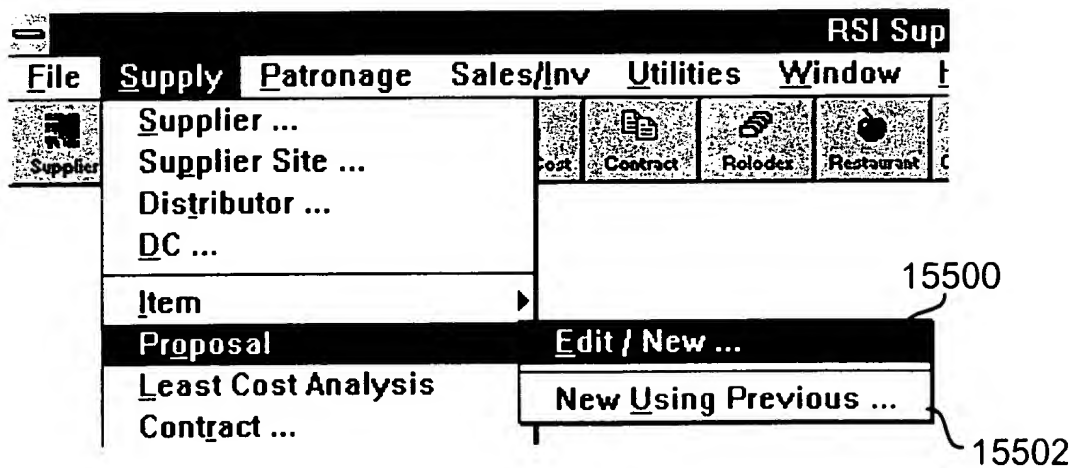 RSI Sup
File Supply Patronage Sales/Inv Utilities Window H
Supplier Cost Contract Rolodex Restaurant
Supplier ...
Supplier Site ...
Distributor ...
DC ...
Item
Proposal
Least Cost Analysis
Contract ...
15500
Edit / New ...
New Using Previous ...
15502